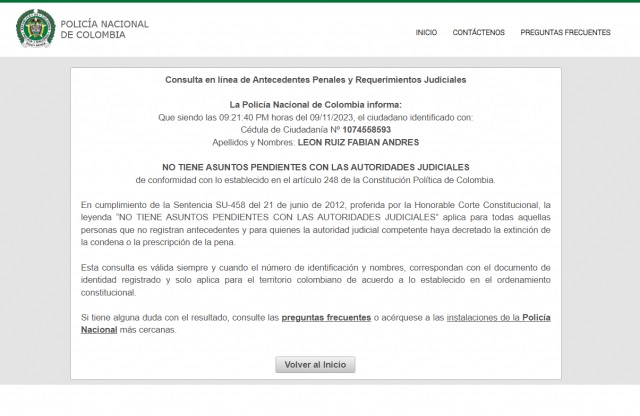 POLICÍA NACIONAL
DE COLOMBIA
INICIO CONTÁCTENOS PREGUNTAS FRECUENTES
Consulta en línea de Antecedentes Penales y Requerimientos Judiciales
La Policía Nacional de Colombia informa:
Que siendo las 09:21:40 PM horas del 09/11/2023, el ciudadano identificado con:
Cédula de Ciudadanía Nº 1074558593
Apellidos y Nombres: LEON RUIZ FABIAN ANDRES
NO TIENE ASUNTOS PENDIENTES CON LAS AUTORIDADES JUDICIALES
de conformidad con lo establecido en el artículo 248 de la Constitución Política de Colombia.
En cumplimiento de la Sentencia SU-458 del 21 de junio de 2012, proferida por la Honorable Corte Constitucional, la
leyenda “NO TIENE ASUNTOS PENDIENTES CON LAS AUTORIDADES JUDICIALES” aplica para todas aquellas
personas que no registran antecedentes y para quienes la autoridad judicial competente haya decretado la extinción de
la condena o la prescripción de la pena.
Esta consulta es válida siempre y cuando el número de identificación y nombres, correspondan con el documento de
identidad registrado y solo aplica para el territorio colombiano de acuerdo a lo establecido en el ordenamiento
constitucional.
Si tiene alguna duda con el resultado, consulte las preguntas frecuentes o acérquese a las instalaciones de la Policía
Nacional más cercanas.
Volver al Inicio